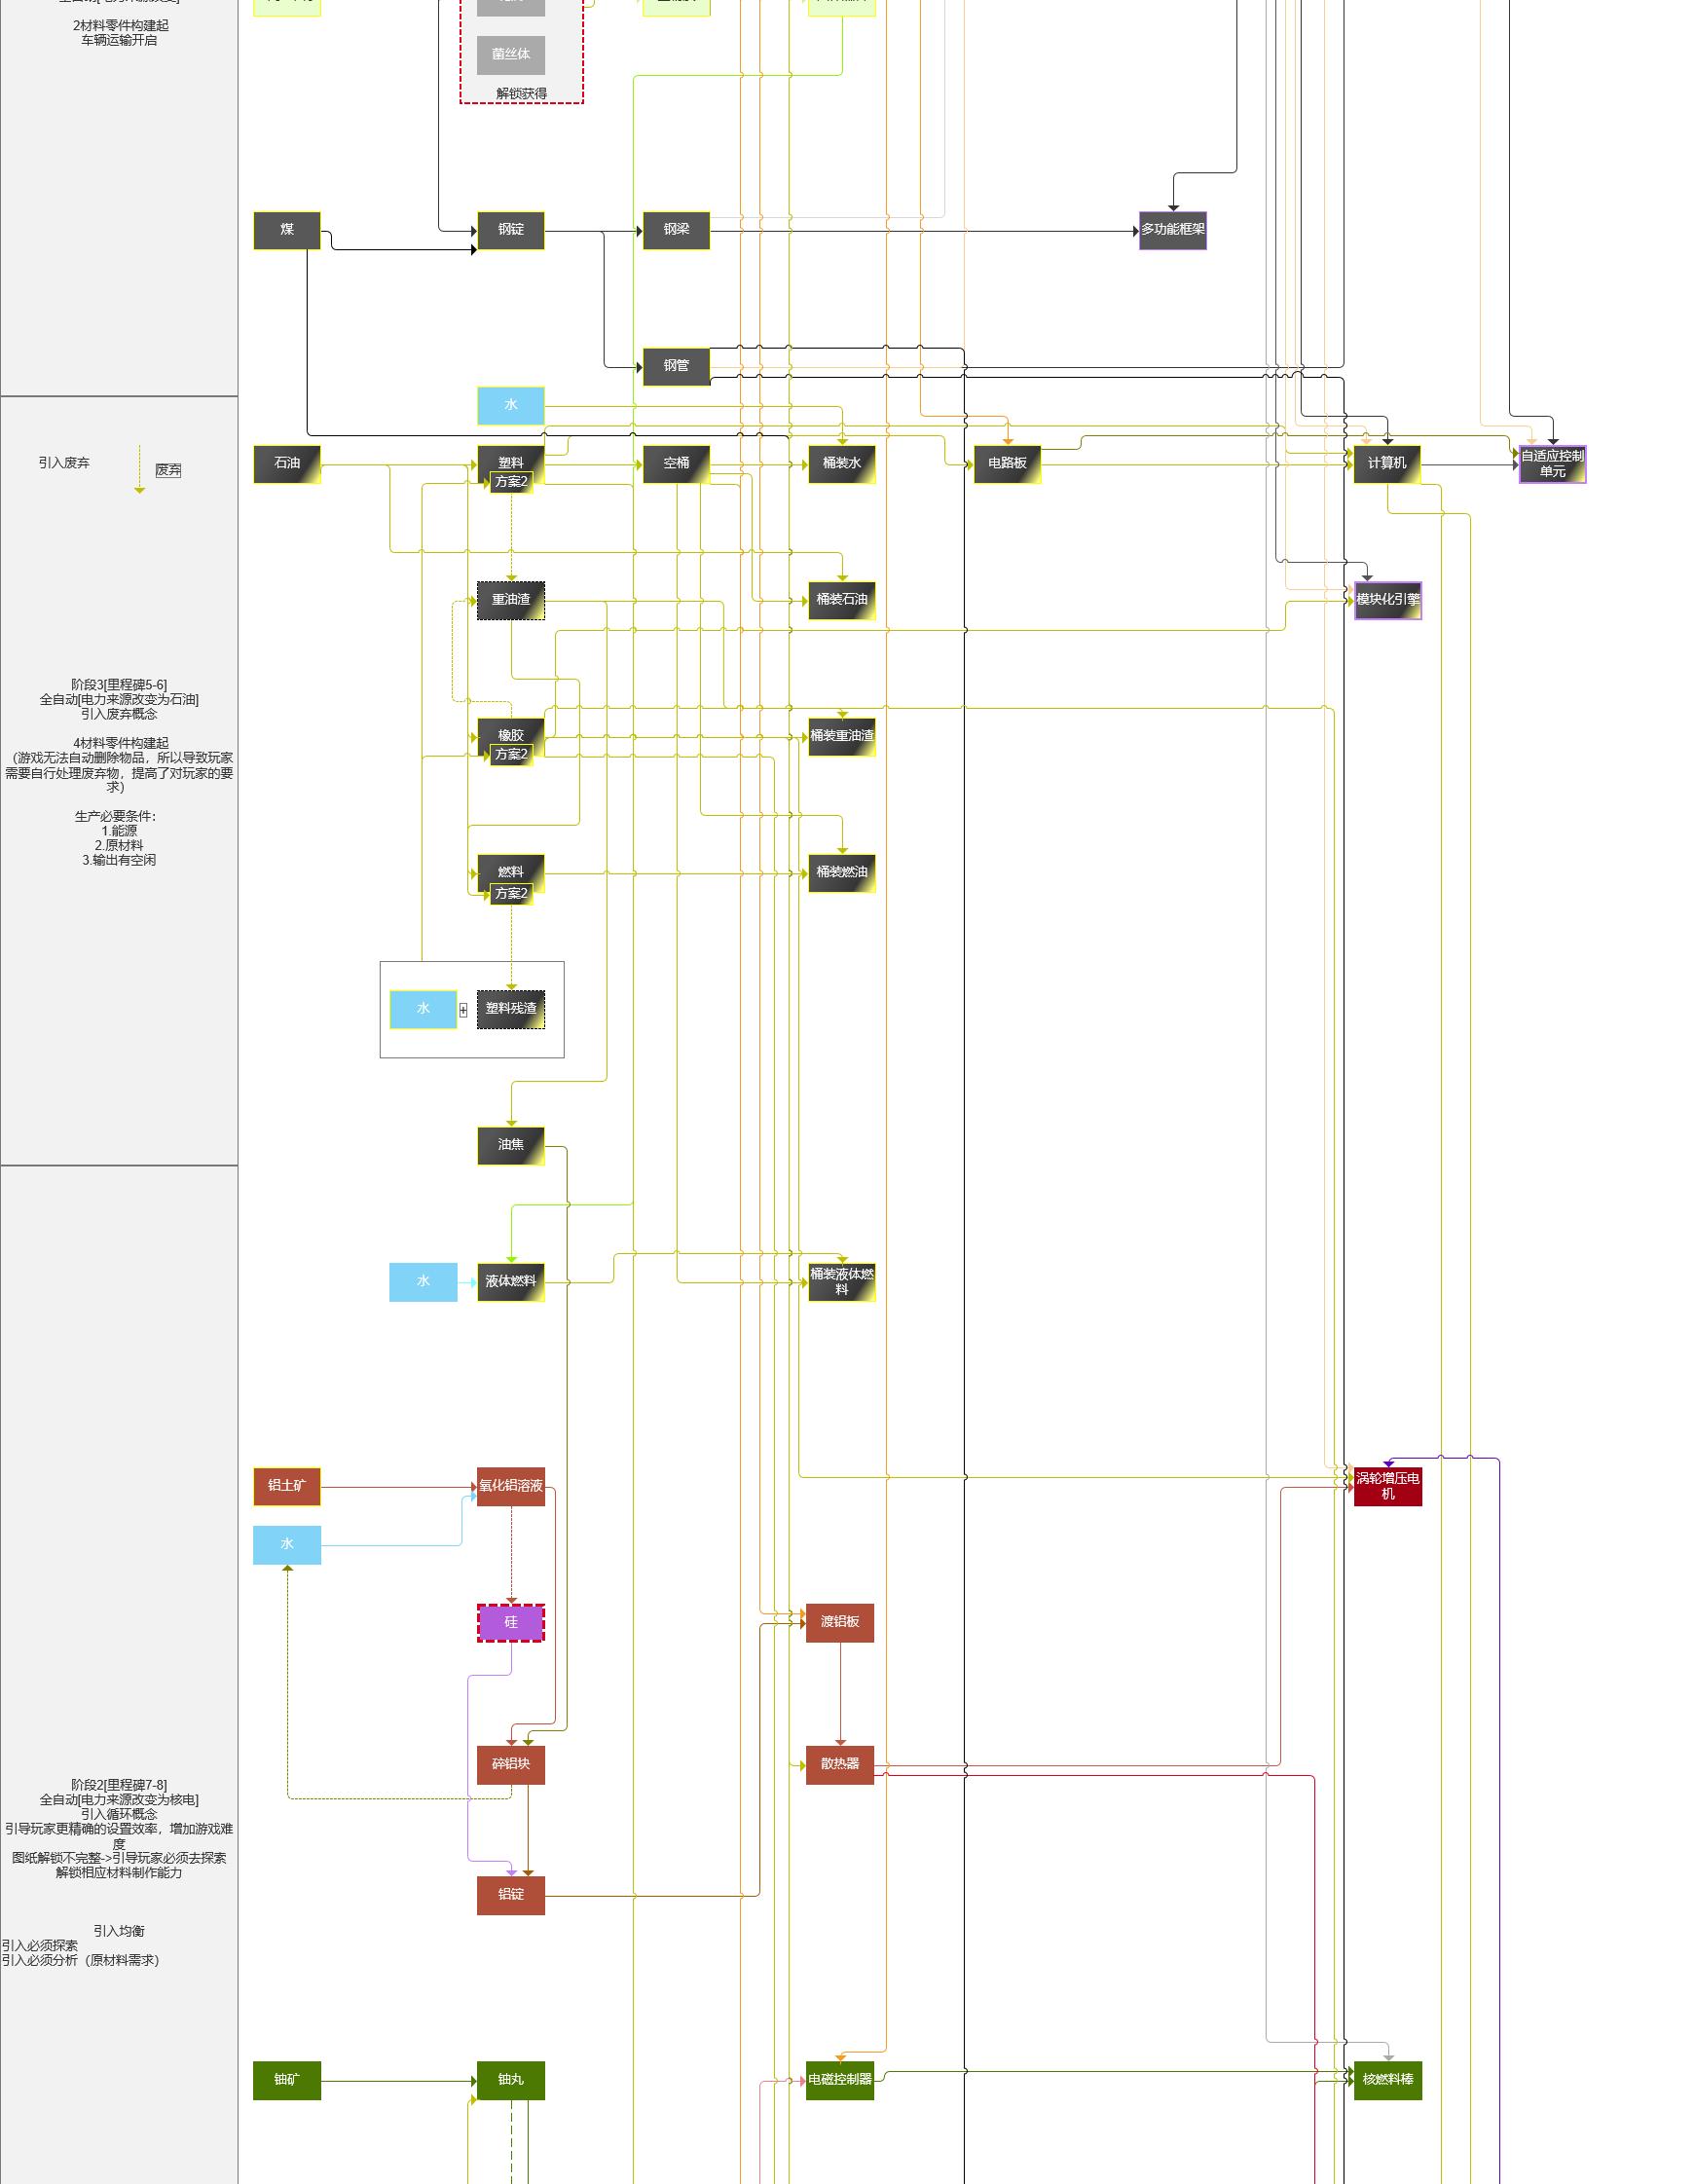 2材料零件构建起
车辆运输开启
菌丝体
解锁获得
煤
钢锭
钢梁
多功能框架
钢管
水
引入废弃
废弃
石油
塑料
方案2
空桶
桶装水
电路板
计算机
自适应控制
单元
重油渣
桶装石油
模块化引擎
阶段3[里程碑5-6]
全自动[电力来源改变为石油]
引入废弃概念
4材料零件构建起
（游戏无法自动删除物品，所以导致玩家
需要自行处理废弃物，提高了对玩家的要
求）
生产必要条件：
1.能源
2.原材料
3.输出有空闲
橡胶
方案2
桶装重油渣
燃料
方案2
桶装燃油
水
+
塑料残渣
油焦
水
液体燃料
桶装液体燃
料
铝土矿
氧化铝溶液
涡轮增压电
机
水
硅
渡铝板
碎铝块
散热器
阶段2[里程碑7-8]
全自动[电力来源改变为核电]
引入循环概念
引导玩家更精确的设置效率，增加游戏难
度
图纸解锁不完整->引导玩家必须去探索
解锁相应材料制作能力
铝锭
引入均衡
引入必须探索
引入必须分析（原材料需求）
铀矿
铀丸
电磁控制器
核燃料棒